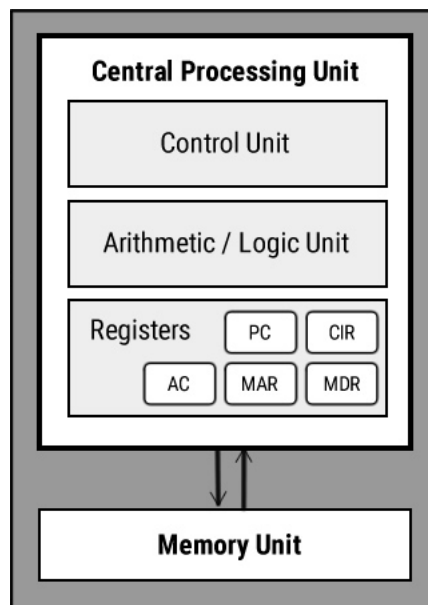 Central Processing Unit
Control Unit
Arithmetic / Logic Unit
Registers PC CIR
AC MAR MDR
Memory Unit